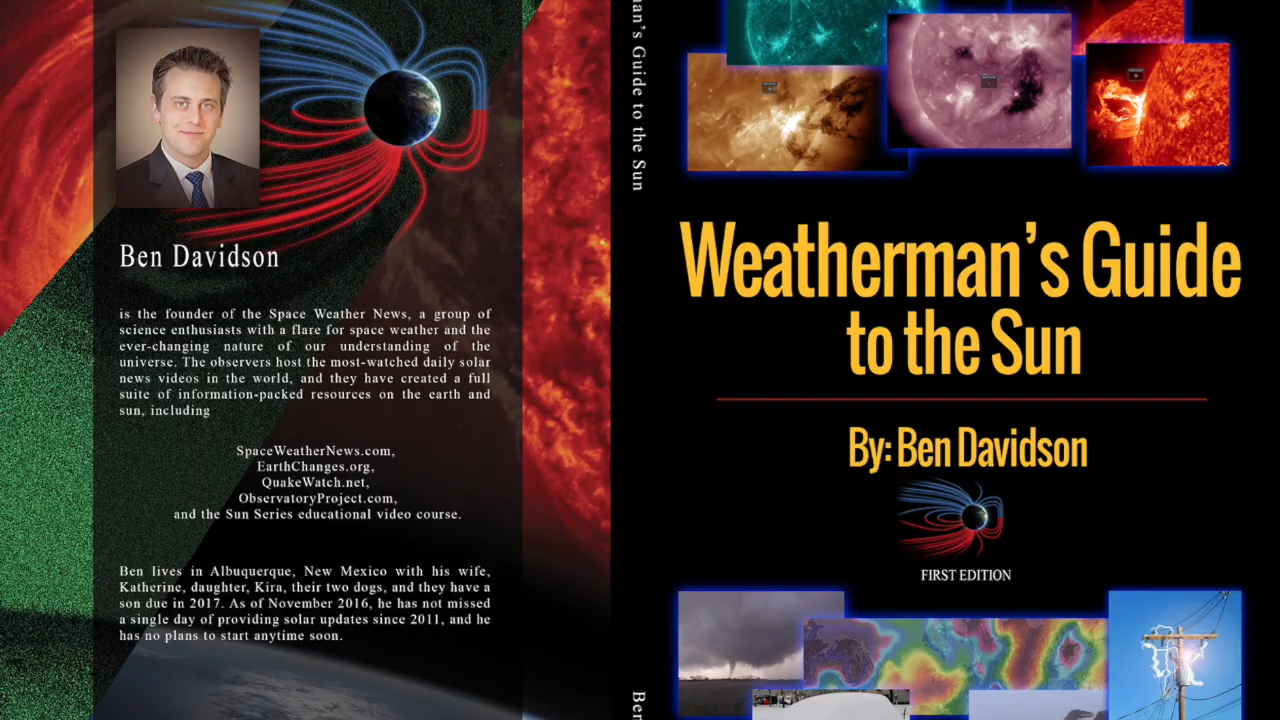 Ben Davidson
is the founder of the Space Weather News, a group of
science enthusiasts with a flare for space weather and the
ever-changing nature of our understanding of the
universe. The observers host the most-watched daily solar
news videos in the world, and they have created a full
suite of information-packed resources on the earth and
sun, including
SpaceWeatherNews.com,
EarthChanges.org,
QuakeWatch.net,
ObservatoryProject.com,
and the Sun Series educational video course.
Ben lives in Albuquerque, New Mexico with his wife,
Katherine, daughter, Kira, their two dogs, and they have a
son due in 2017. As of November 2016, he has not missed
a single day of providing solar updates since 2011, and he
has no plans to start anytime soon.
man's Guide to the Sun
Ben
Weatherman's Guide
to the Sun
By: Ben Davidson
FIRST EDITION